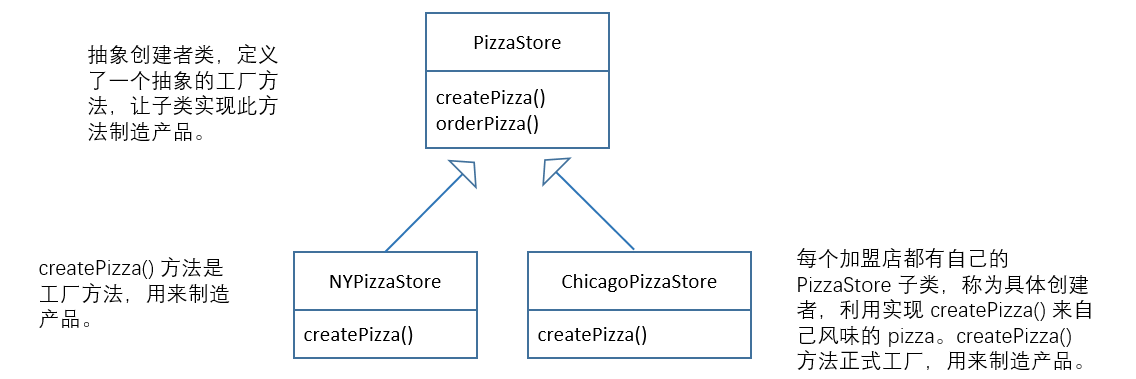 抽象创建者类，定义
了一个抽象的工厂方
法，让子类实现此方
法制造产品。
PizzaStore
createPizza()
orderPizza()
createPizza() 方法是
工厂方法，用来制造
产品。
NYPizzaStore
createPizza()
ChicagoPizzaStore
createPizza()
每个加盟店都有自己的
PizzaStore 子类，称为具体创建
者，利用实现 createPizza() 来自
己风味的 pizza。createPizza()
方法正式工厂，用来制造产品。